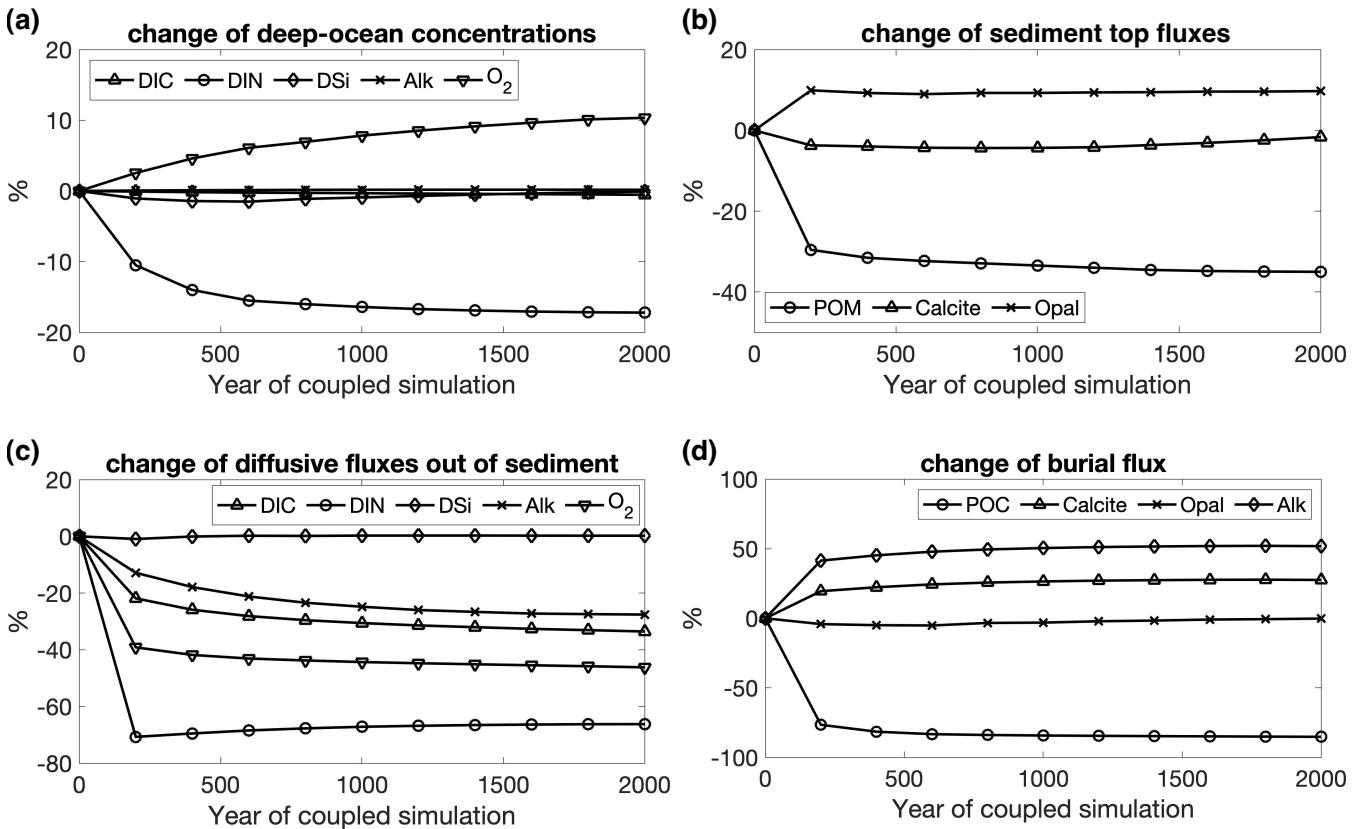 (a)
change of deep-ocean concentrations
DIC DIN DSi Alk O2
20
10
0
-10
-20
%
0 500 1000 1500 2000
Year of coupled simulation
(b)
change of sediment top fluxes
20
0
-20
-40
%
POM Calcite Opal
0 500 1000 1500 2000
Year of coupled simulation
(c)
change of diffusive fluxes out of sediment
DIC DIN DSi Alk O2
20
0
-20
-40
-60
-80
%
0 500 1000 1500 2000
Year of coupled simulation
(d)
change of burial flux
POC Calcite Opal Alk
100
50
0
-50
-100
%
0 500 1000 1500 2000
Year of coupled simulation